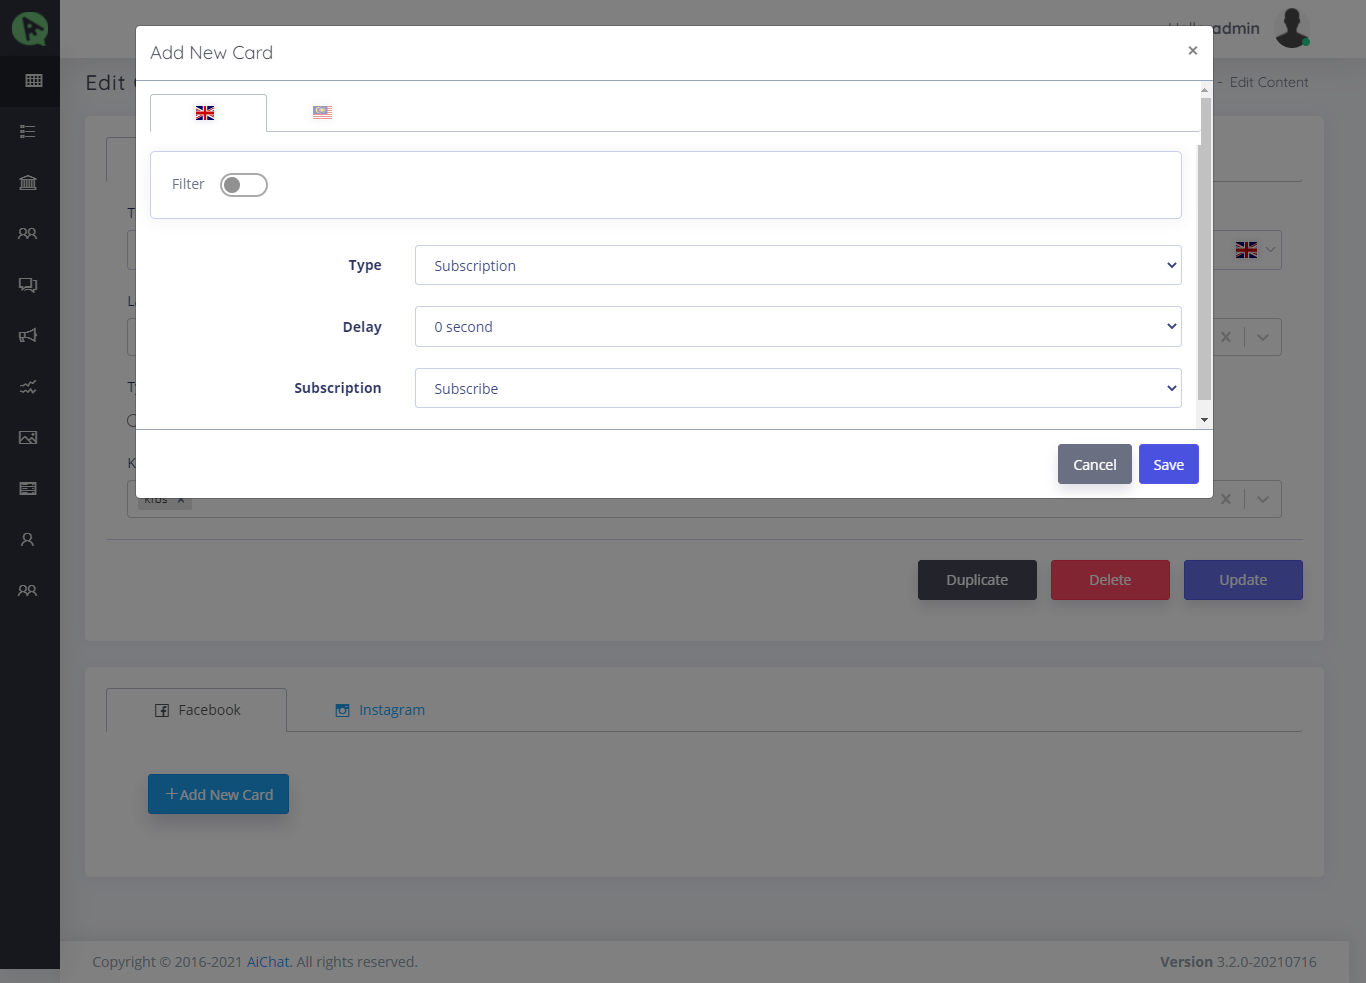 admin
Add New Card
×
Edit
- Edit Content
Filter
Type
Subscription
Delay
0 second
Subscription
Subscribe
Cancel
Save
Duplicate
Delete
Update
Facebook
Instagram
+Add New Card
Copyright © 2016-2021 AiChat. All rights reserved.
Version 3.2.0-20210716